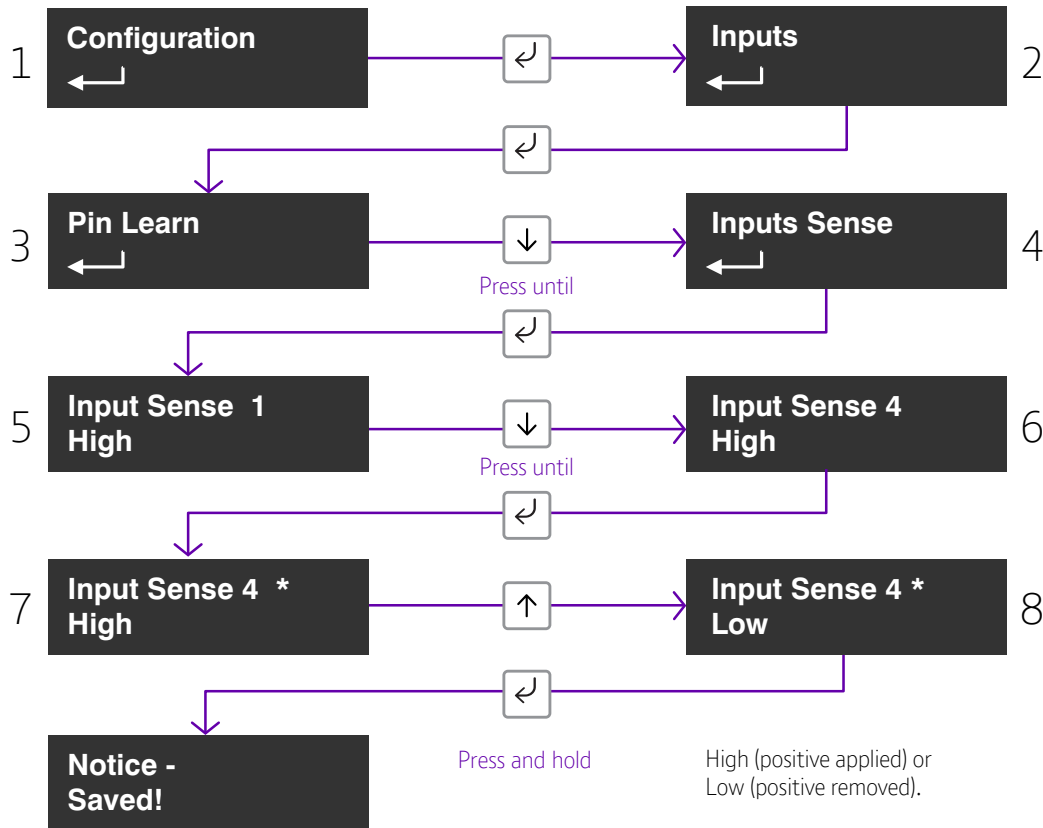 1
Configuration
Inputs
2
3
Pin Learn
Inputs Sense
4
Press until
5
Input Sense 1
High
Input Sense 4
High
6
Press until
7
Input Sense 4 *
High
Input Sense 4 *
Low
8
Notice -
Saved!
Press and hold
High (positive applied) or
Low (positive removed).